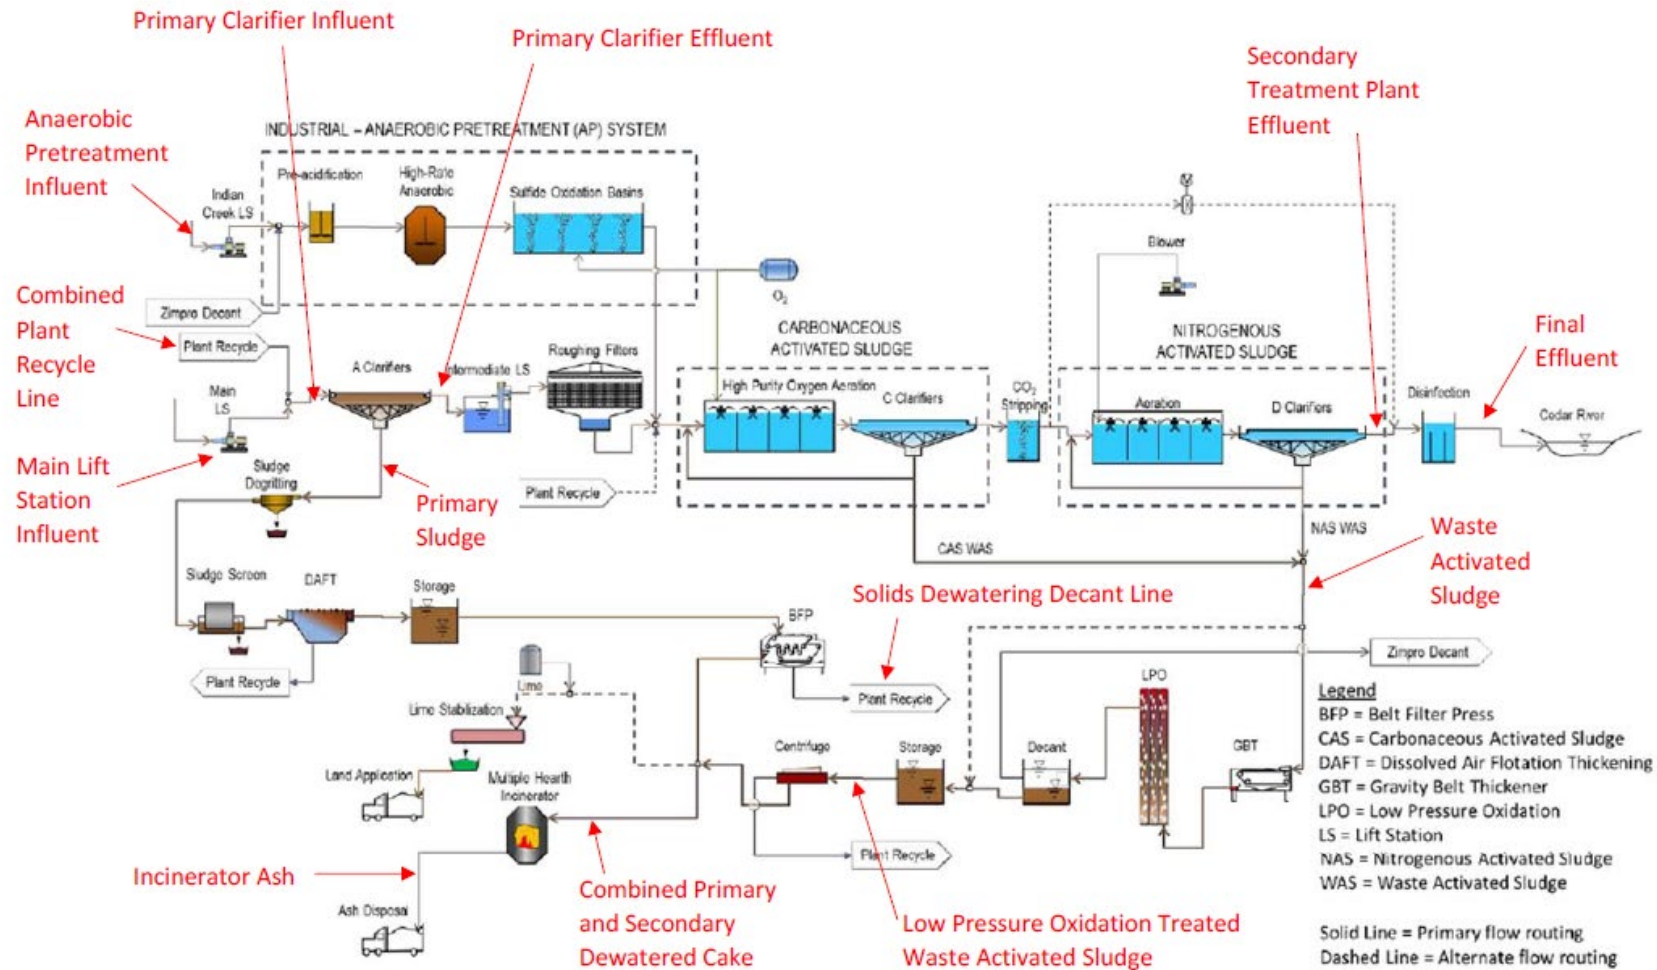 Primary Clarifier Influent
Primary Clarifier Effluent
Secondary
Treatment Plant
Effluent
Anaerobic
Pretreatment
Influent
INDUSTRIAL – ANAEROBIC PRETREATMENT (AP) SYSTEM
Pre-acidification
High-Rate
Anaerobic
Sulfide Oxidation Basins
Indian
Creek LS
Blower
O2
Combined
Plant
Recycle
Line
Zimpro Decant
Plant Recycle
CARBONACEOUS
ACTIVATED SLUDGE
NITROGENOUS
ACTIVATED SLUDGE
Final
Effluent
A Clarifiers
Intermediate LS
Roughing Filters
Main
LS
High Purity Oxygen Aeration
C Clarifiers
CO2
Stripping
Aeration
D Clarifiers
Disinfection
Cedar River
Main Lift
Station
Influent
Sludge
Degritting
Primary
Sludge
Plant Recycle
NAS WAS
CAS WAS
Waste
Activated
Sludge
Sludge Screen
DAFT
Storage
BFP
Solids Dewatering Decant Line
Plant Recycle
Lime
Plant Recycle
Zimpro Decant
LPO
Lime Stabilization
Centrifuge
Storage
Decant
GBT
Land Application
Multiple Hearth
Incinerator
Plant Recycle
Incinerator Ash
Ash Disposal
Combined Primary
and Secondary
Dewatered Cake
Low Pressure Oxidation Treated
Waste Activated Sludge
Legend
BFP = Belt Filter Press
CAS = Carbonaceous Activated Sludge
DAFT = Dissolved Air Flotation Thickening
GBT = Gravity Belt Thickener
LPO = Low Pressure Oxidation
LS = Lift Station
NAS = Nitrogenous Activated Sludge
WAS = Waste Activated Sludge
Solid Line = Primary flow routing
Dashed Line = Alternate flow routing